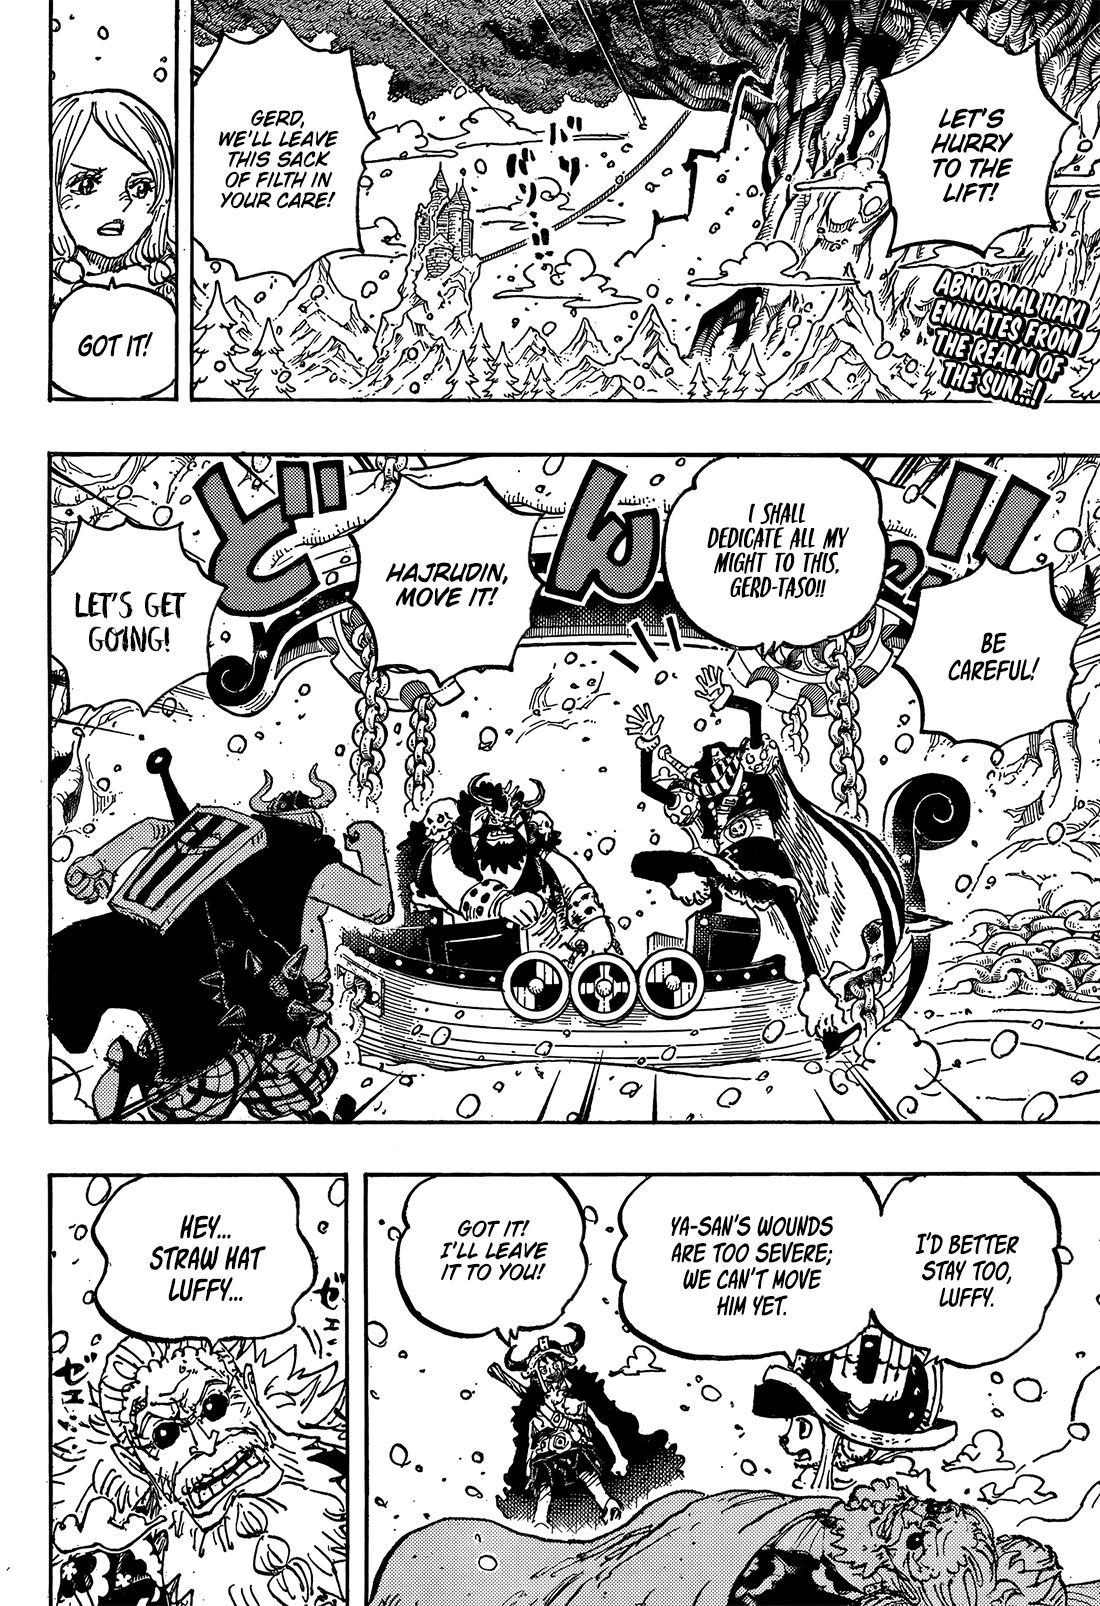 LET'S
HURRY
TO THE
LIFT!
ABNORMAL HAKI
EMINATES FROM
THE REALM OF
THE SUN...!
GERD,
WE'LL LEAVE
THIS SACK
OF FILTH IN
YOUR CARE!
GOT IT!
BE
CAREFUL!
I SHALL
DEDICATE ALL MY
MIGHT TO THIS,
GERD-TASO!!
HAJRUDIN,
MOVE IT!
LET'S GET
GOING!
どん!!
I'D BETTER
STAY TOO,
LUFFY.
YA-SAN'S WOUNDS
ARE TOO SEVERE;
WE CAN'T MOVE
HIM YET.
GOT IT!
I'LL LEAVE
IT TO YOU!
HEY...
STRAW HAT
LUFFY...